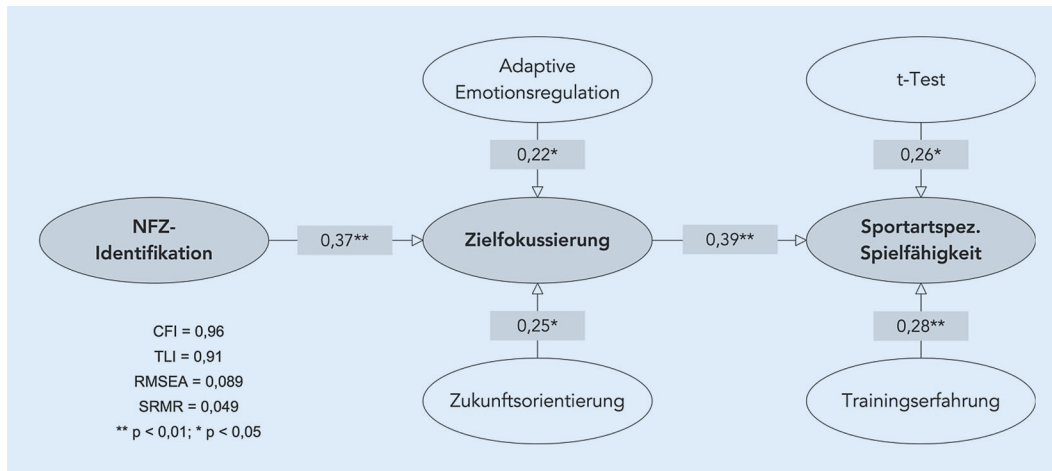 Adaptive
Emotionsregulation
t-Test
0,22*
0,26*
NFZ-
Identifikation
0,37**
Zielfokussierung
0,39**
Sportartspez.
Spielfähigkeit
0,25*
0,28**
Zukunftsorientierung
Trainingserfahrung
CFI = 0,96
TLI = 0,91
RMSEA = 0,089
SRMR = 0,049
** p < 0,01; * p < 0,05